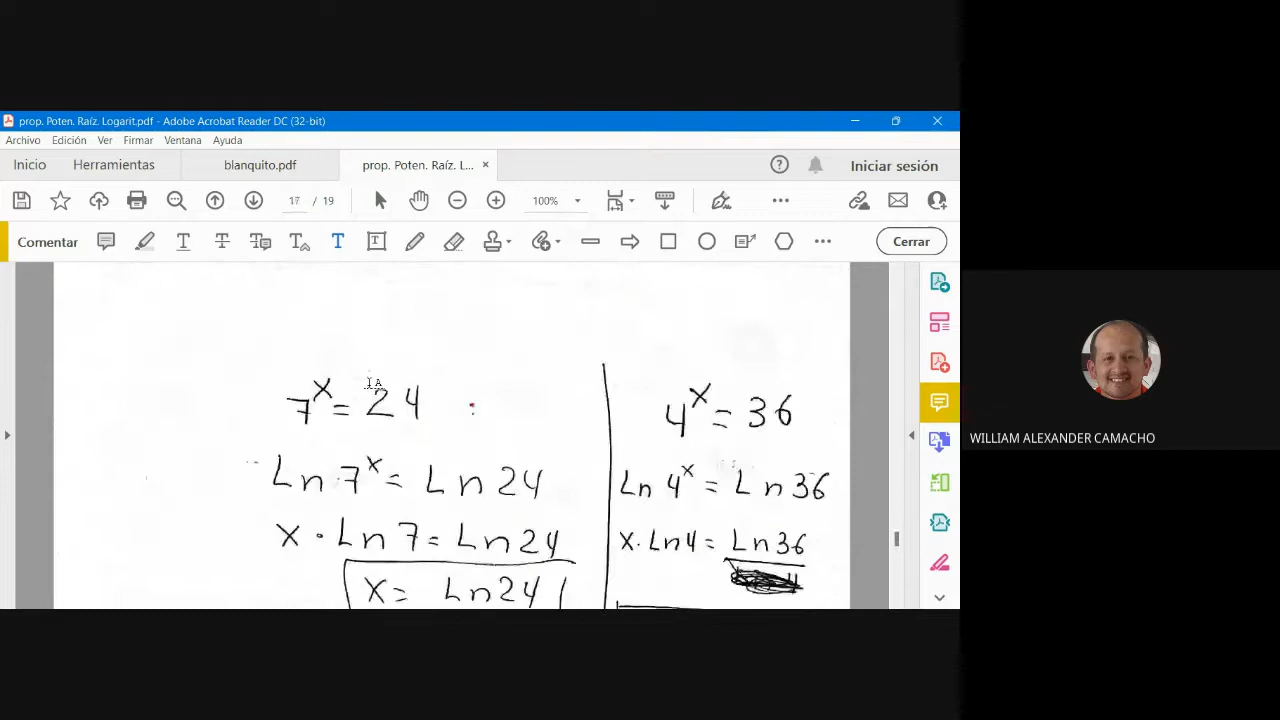 prop. Poten. Raíz. Logarit.pdf - Adobe Acrobat Reader DC (32-bit)
Archivo Edición Ver Firmar Ventana Ayuda
Inicio Herramientas blanquito.pdf prop. Poten. Raíz. L... × Iniciar sesión
17 / 19 100%
Comentar Cerrar
7^x = 24
Ln 7^x = Ln 24
x · Ln 7 = Ln 24
x = Ln 24
4^x = 36
Ln 4^x = Ln 36
x · Ln 4 = Ln 36
WILLIAM ALEXANDER CAMACHO